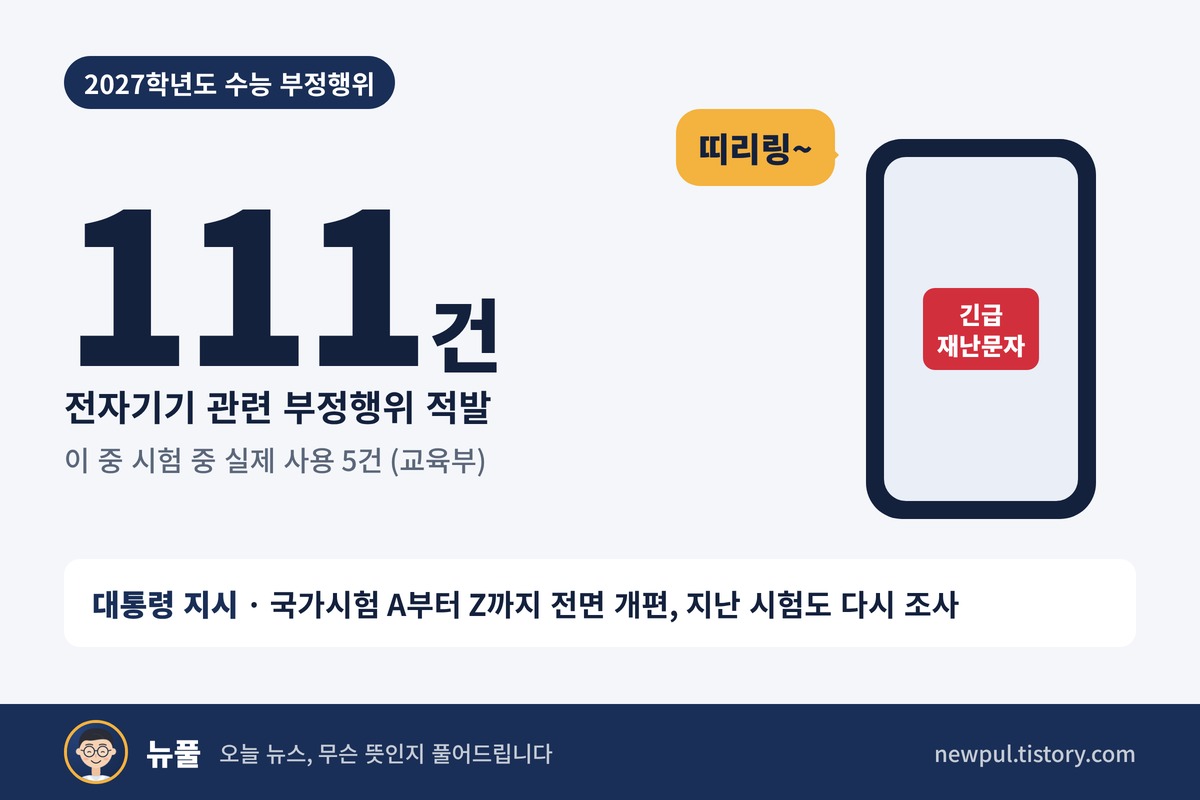 2027학년도 수능 부정행위
띠리링~
111건
긴급
재난문자
전자기기 관련 부정행위 적발
이 중 시험 중 실제 사용 5건 (교육부)
대통령 지시 · 국가시험 A부터 Z까지 전면 개편, 지난 시험도 다시 조사
뉴풀 오늘 뉴스, 무슨 뜻인지 풀어드립니다
newpul.tistory.com